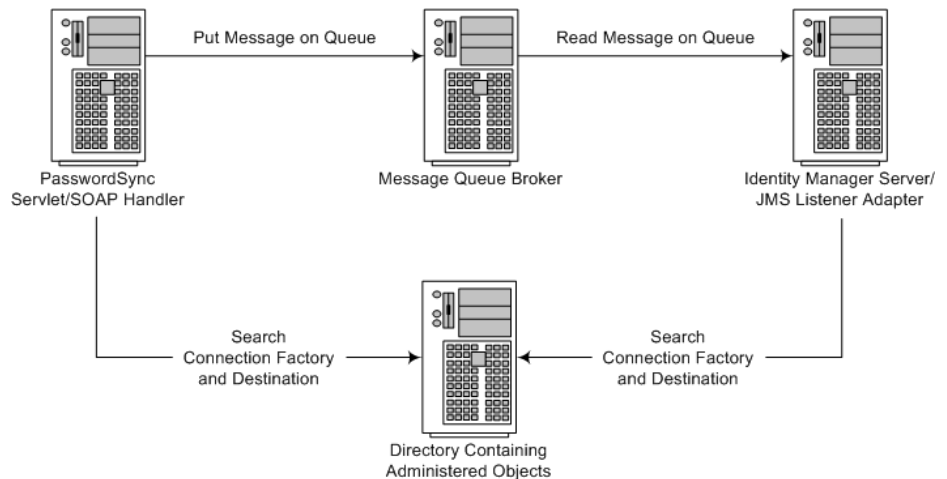 Put Message on Queue
Read Message on Queue
PasswordSync
Servlet/SOAP Handler
Message Queue Broker
Identity Manager Server/
JMS Listener Adapter
Search
Connection Factory
and Destination
Search
Connection Factory
and Destination
Directory Containing
Administered Objects